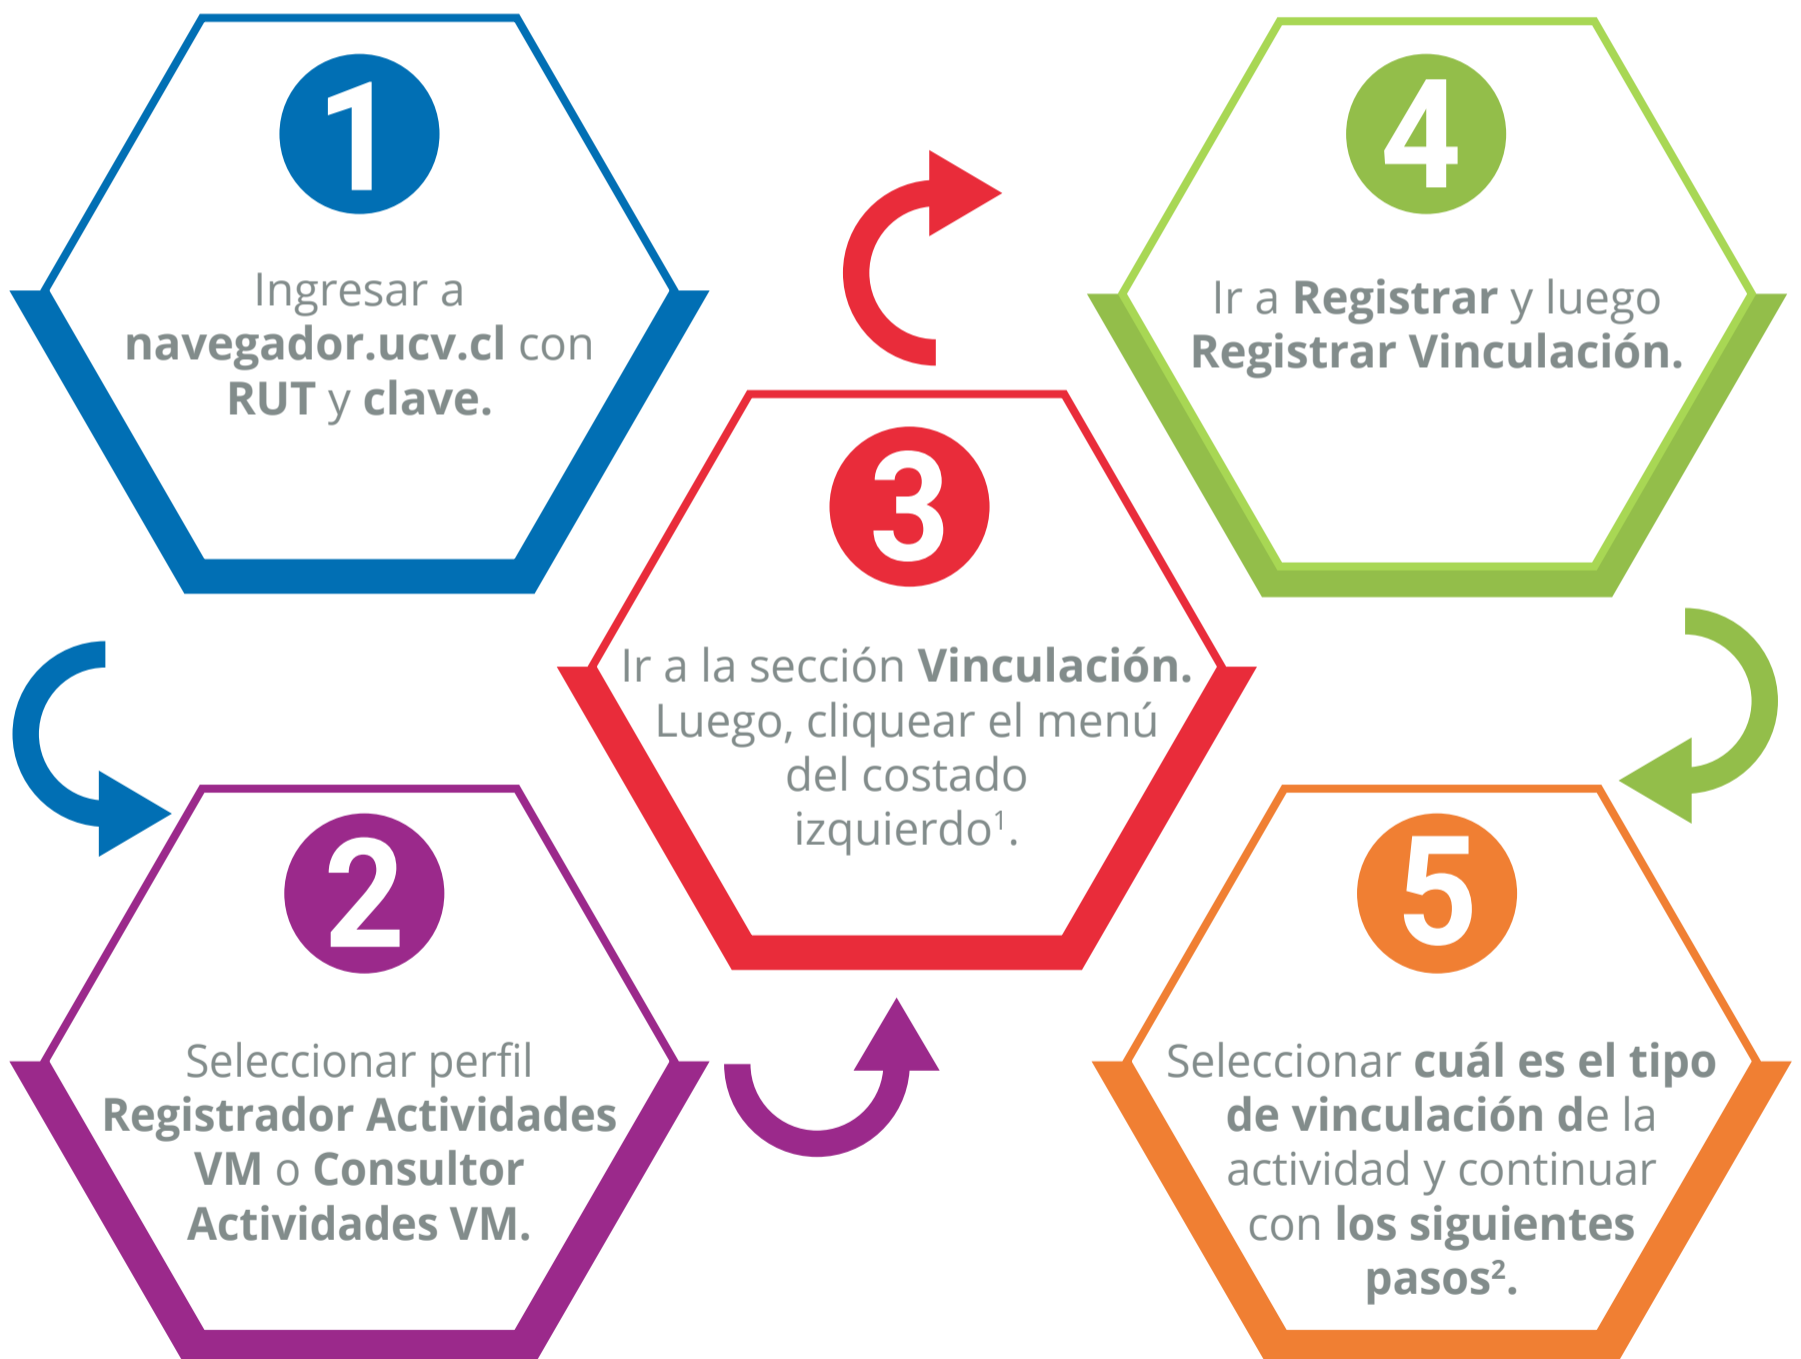 1
Ingresar a
navegador.ucv.cl con
RUT y clave.
2
Seleccionar perfil
Registrador Actividades
VM o Consultor
Actividades VM.
3
Ir a la sección Vinculación.
Luego, cliquear el menú
del costado
izquierdo¹.
4
Ir a Registrar y luego
Registrar Vinculación.
5
Seleccionar cuál es el tipo
de vinculación de la
actividad y continuar
con los siguientes
pasos².